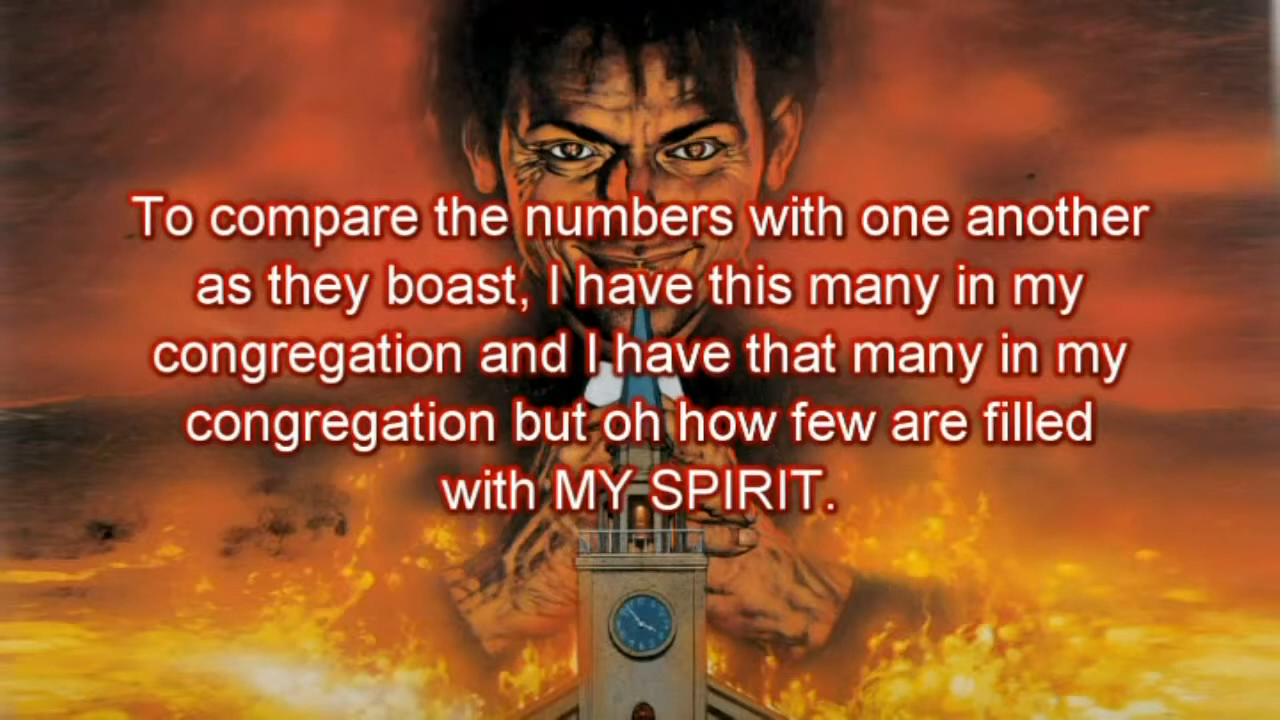 To compare the numbers with one another
as they boast, I have this many in my
congregation and I have that many in my
congregation but oh how few are filled
with MY SPIRIT.